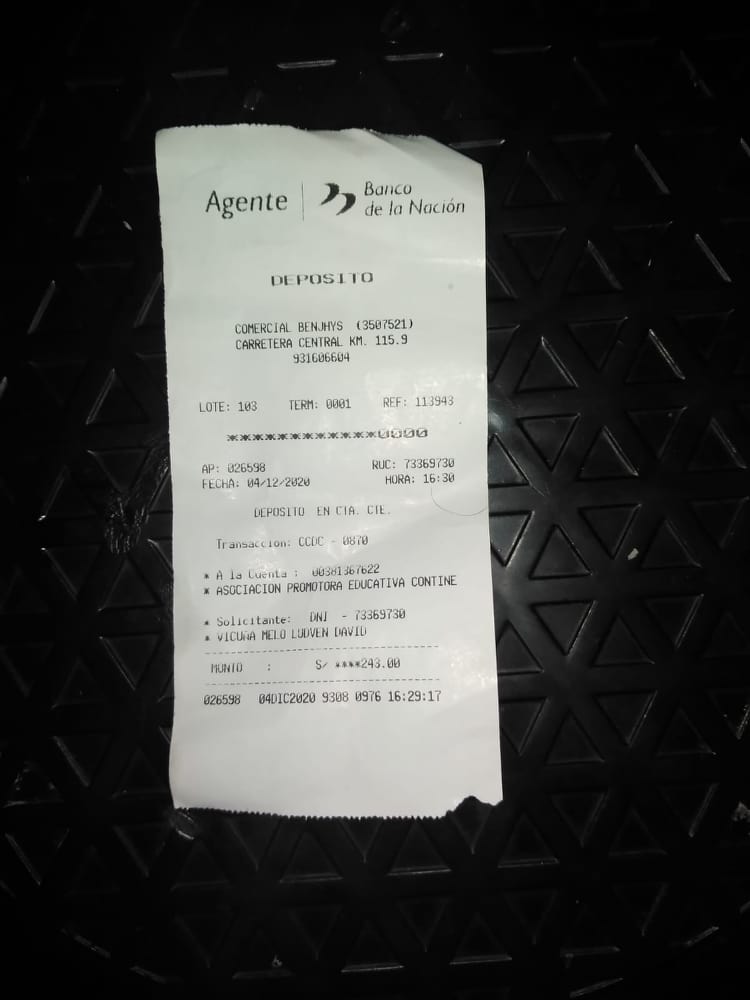 Agente
Banco
de la Nación
DEPOSITO
COMERCIAL BENJHYS (3507521)
CARRETERA CENTRAL KM. 115.9
931606604
LOTE: 103 TERM: 0001 REF: 113943
************0000
AP: 026598 RUC: 73369730
FECHA: 04/12/2020 HORA: 16:30
DEPOSITO EN CTA. CTE.
Transaccion: CCDC - 0870
* A la Cuenta : 00381367622
* ASOCIACION PROMOTORA EDUCATIVA CONTINE
* Solicitante: DNI - 73369730
* VICUÑA MELO LUDVEN DAVID
MONTO : S/ ****243.00
026598 04DIC2020 9308 0976 16:29:17